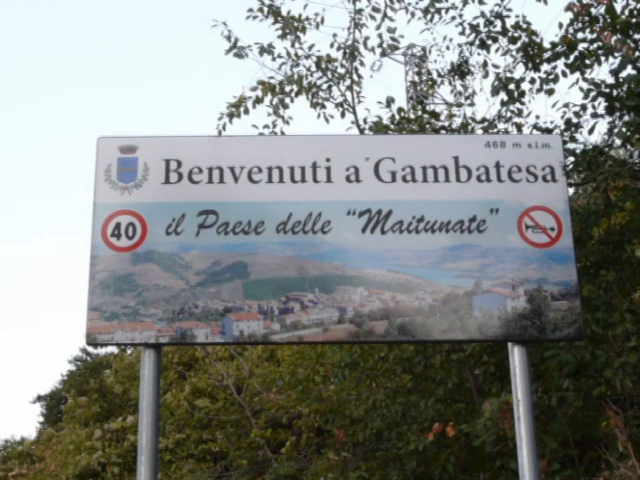 468 m s.l.m.
Benvenuti a´Gambatesa
40
il Paese delle "Maitunate"